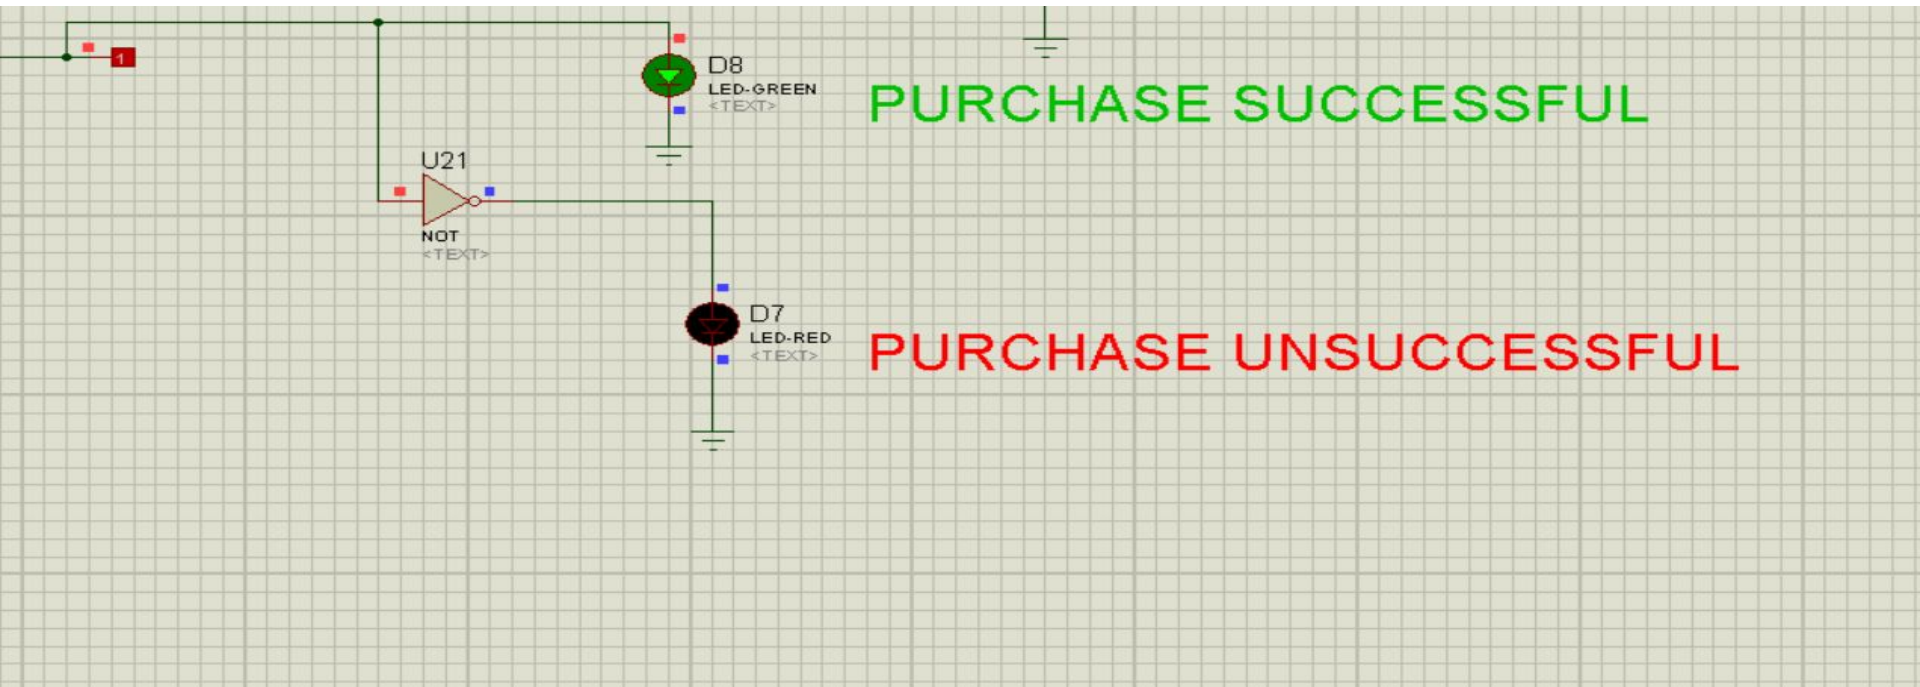 1
D8
LED-GREEN
<TEXT>
PURCHASE SUCCESSFUL
U21
NOT
<TEXT>
D7
LED-RED
<TEXT>
PURCHASE UNSUCCESSFUL